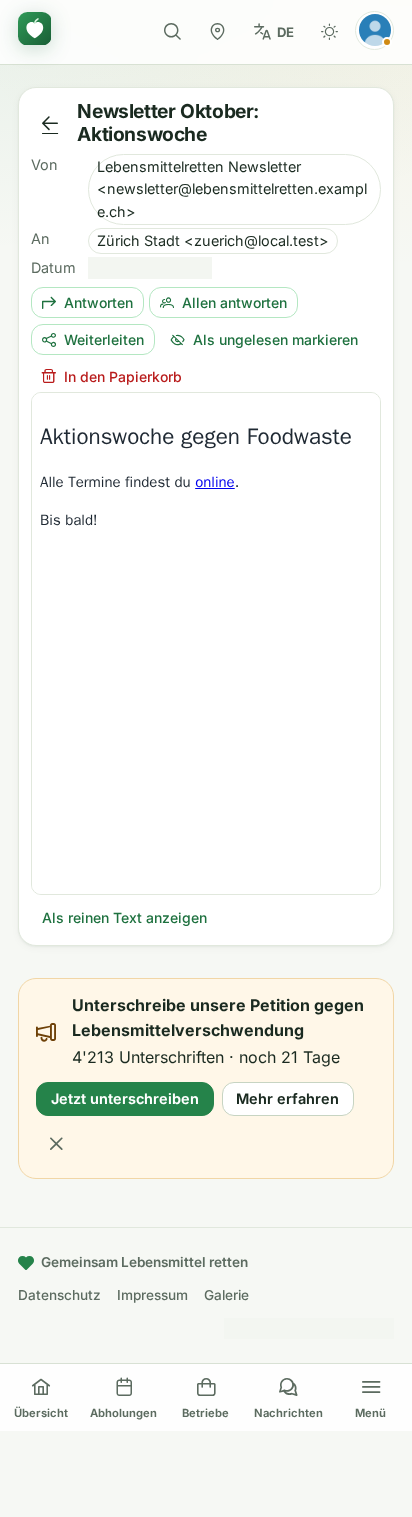 DE
Newsletter Oktober:
Aktionswoche
Von
Lebensmittelretten Newsletter
<newsletter@lebensmittelretten.exampl
e.ch>
An
Zürich Stadt <zuerich@local.test>
Datum
Antworten
Allen antworten
Weiterleiten
Als ungelesen markieren
In den Papierkorb
Aktionswoche gegen Foodwaste
Alle Termine findest du online.
Bis bald!
Als reinen Text anzeigen
Unterschreibe unsere Petition gegen
Lebensmittelverschwendung
4'213 Unterschriften · noch 21 Tage
Jetzt unterschreiben
Mehr erfahren
Gemeinsam Lebensmittel retten
Datenschutz Impressum Galerie
Übersicht Abholungen Betriebe Nachrichten Menü